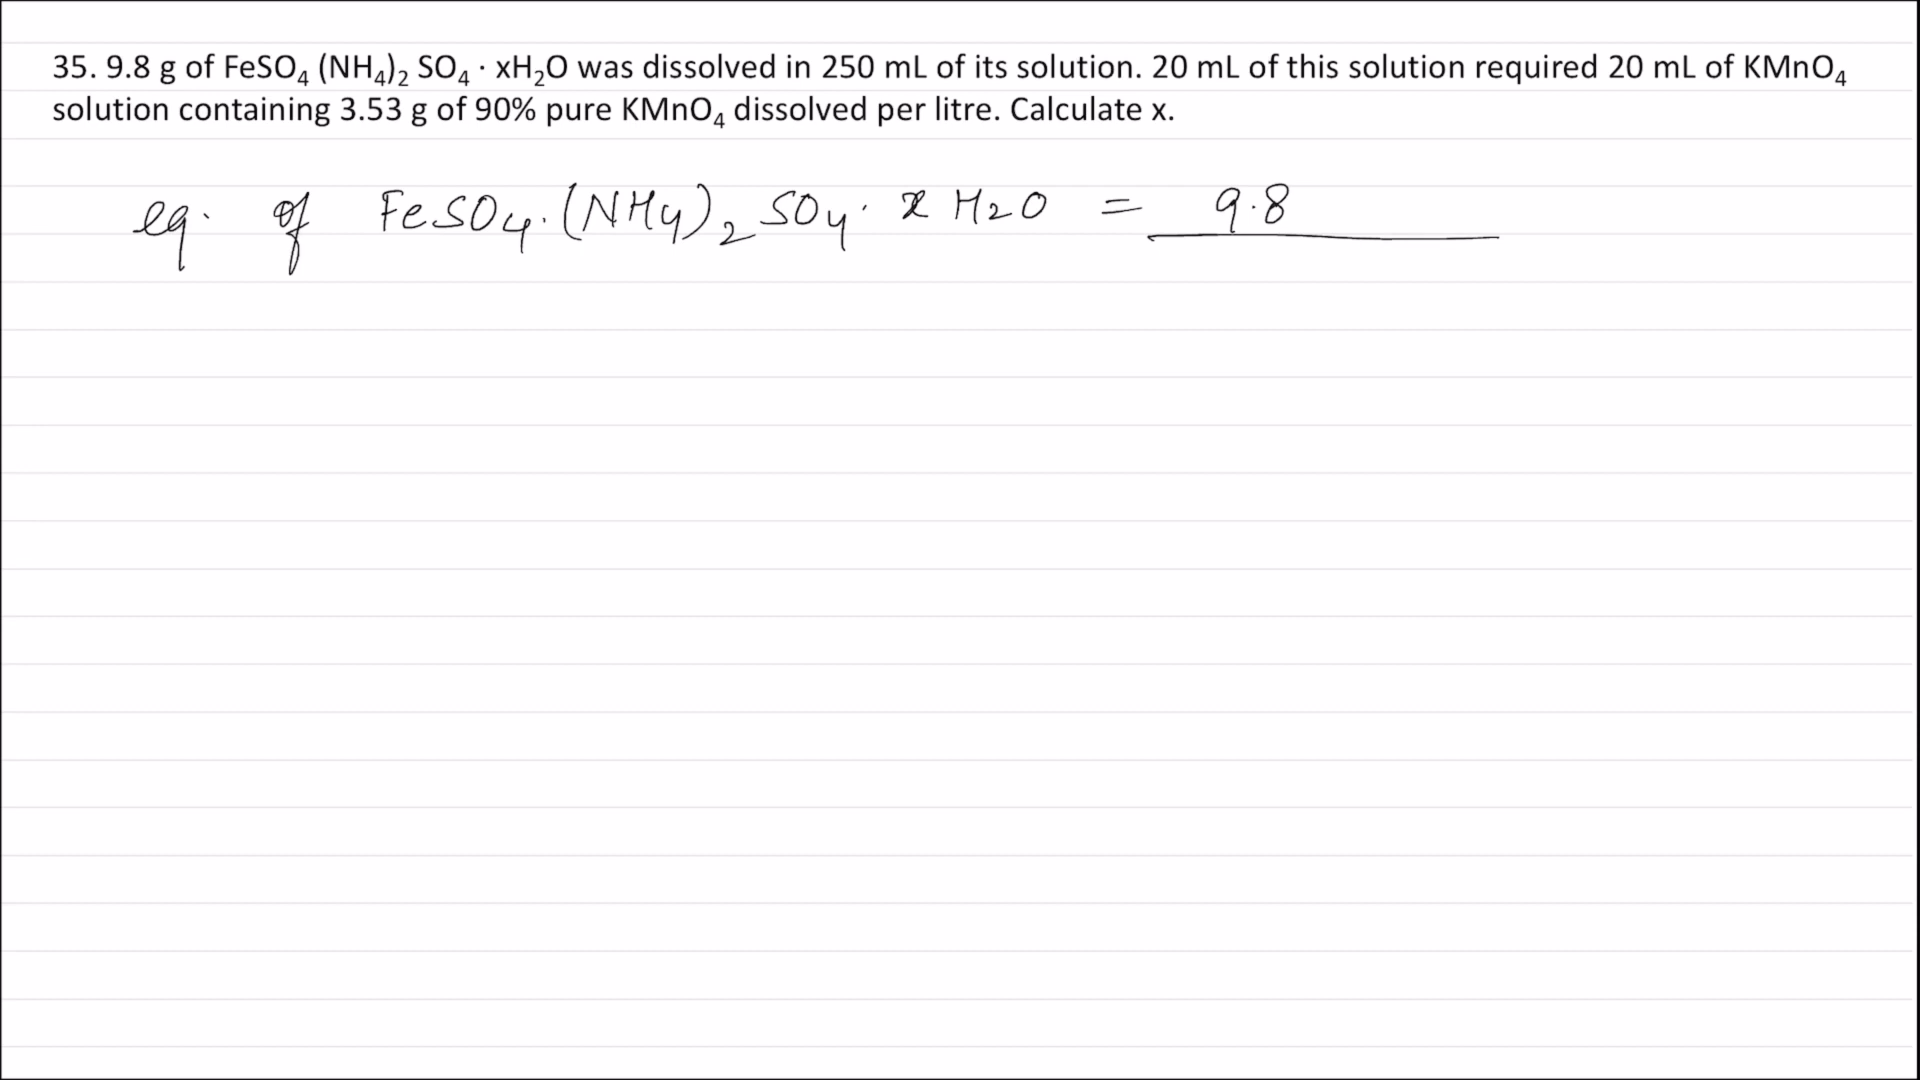 35. 9.8 g of FeSO₄ (NH₄)₂ SO₄ · xH₂O was dissolved in 250 mL of its solution. 20 mL of this solution required 20 mL of KMnO₄
solution containing 3.53 g of 90% pure KMnO₄ dissolved per litre. Calculate x.
eq. of FeSO₄.(NH₄)₂SO₄. x H₂O = 9.8